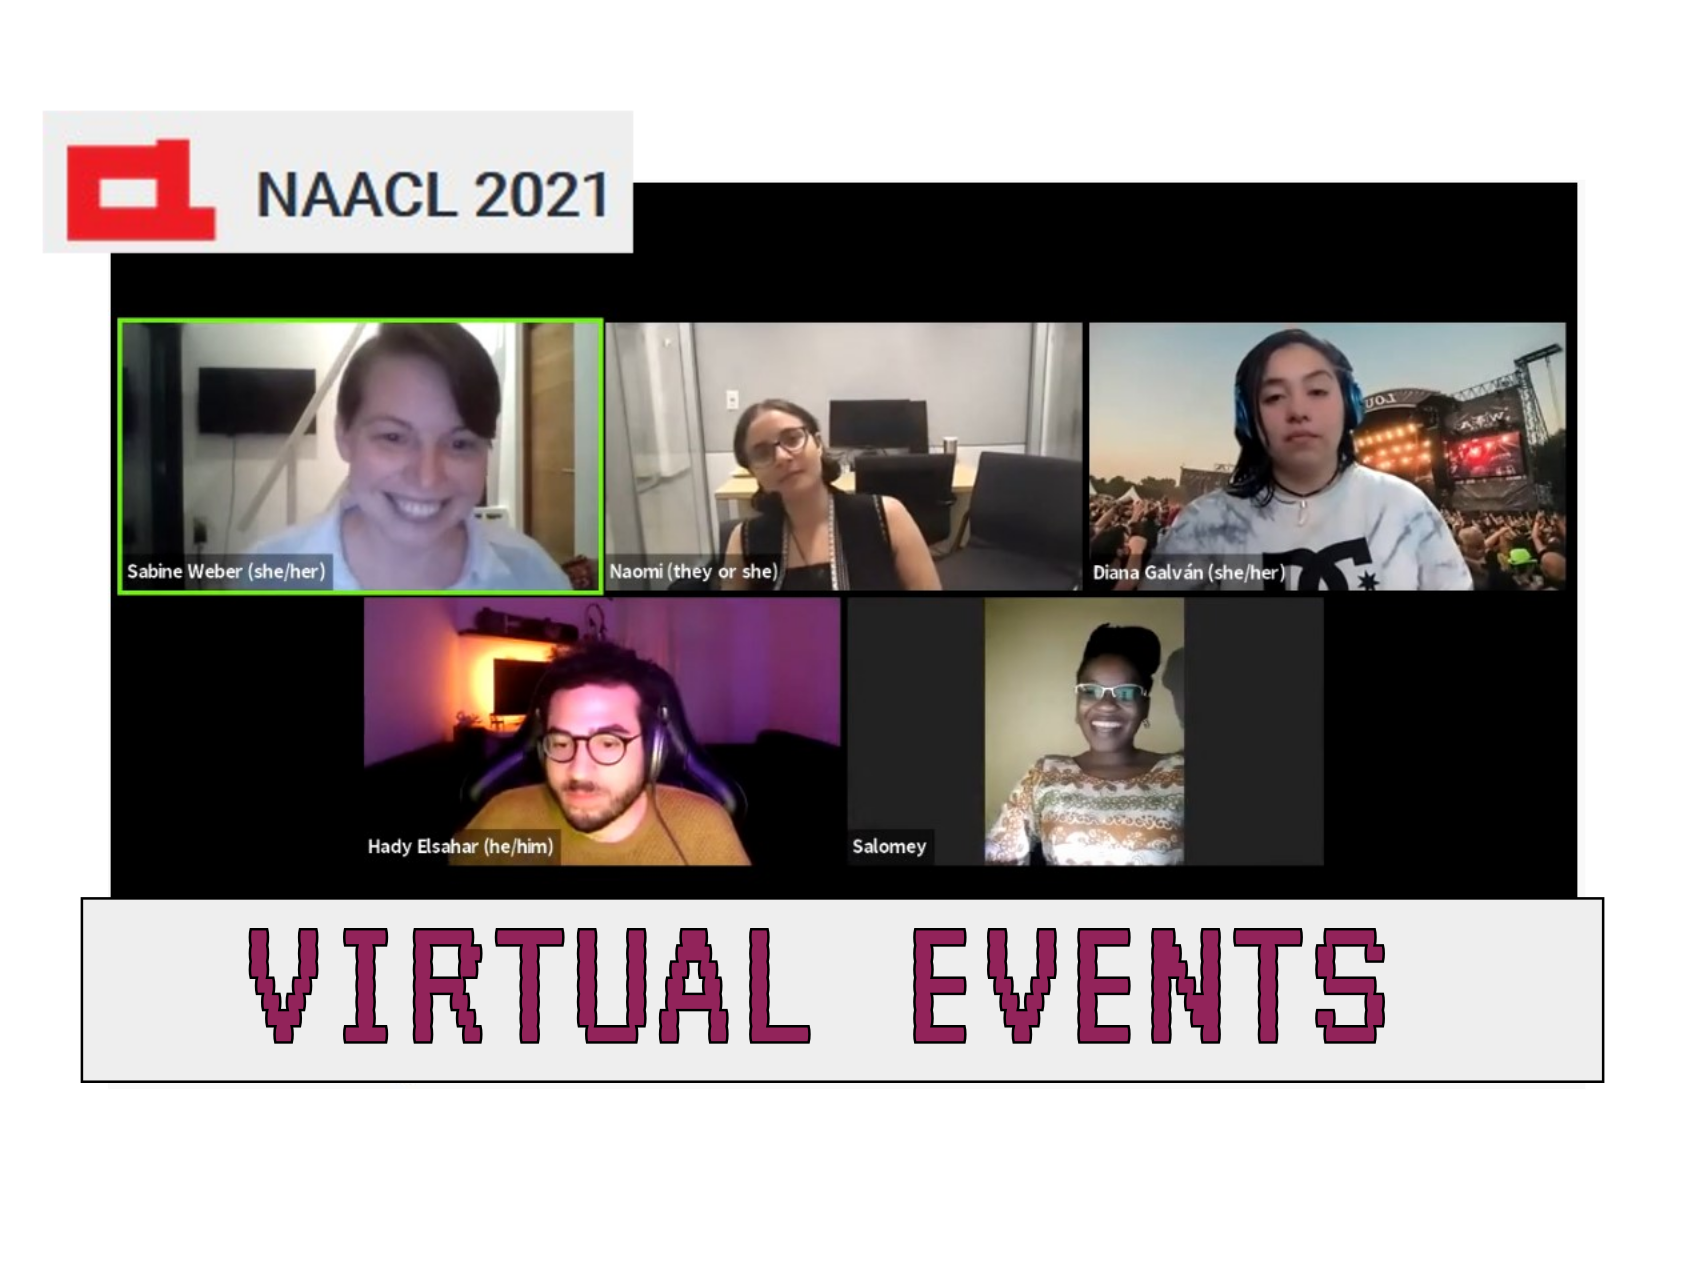 NAACL 2021
Sabine Weber (she/her)
Naomi (they or she)
Diana Galván (she/her)
Hady Elsahar (he/him)
Salomey
VIRTUAL EVENTS